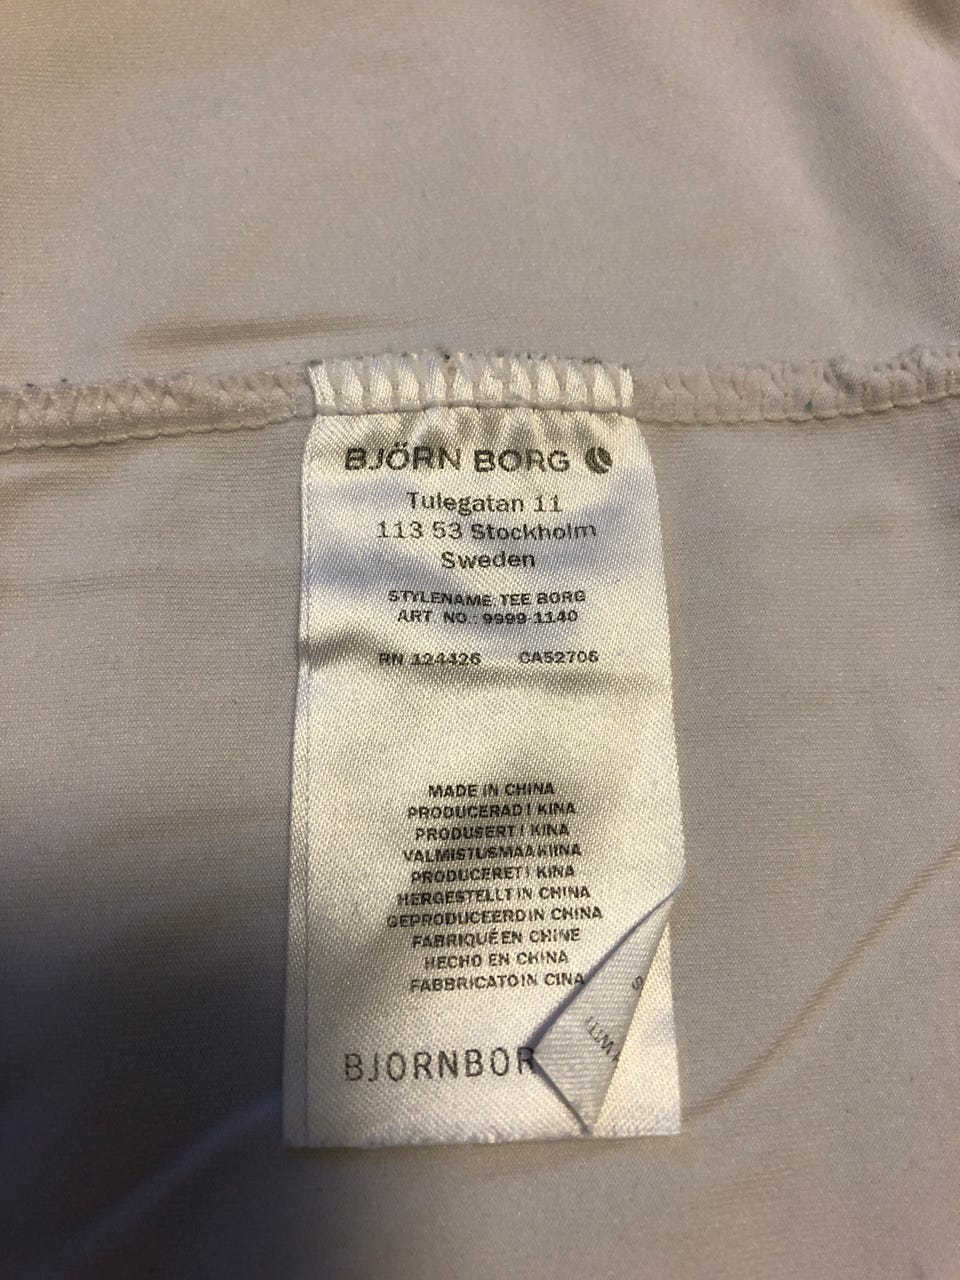 BJÖRN BORG
Tulegatan 11
113 53 Stockholm
Sweden
STYLENAME: TEE BORG
ART. NO.: 9999-1140
RN 124426 CA52706
MADE IN CHINA
PRODUCERAD I KINA
PRODUSERT I KINA
VALMISTUSMAA KIINA
PRODUCERET I KINA
HERGESTELLT IN CHINA
GEPRODUCEERD IN CHINA
FABRIQUÉ EN CHINE
HECHO EN CHINA
FABBRICATO IN CINA
BJORNBOR